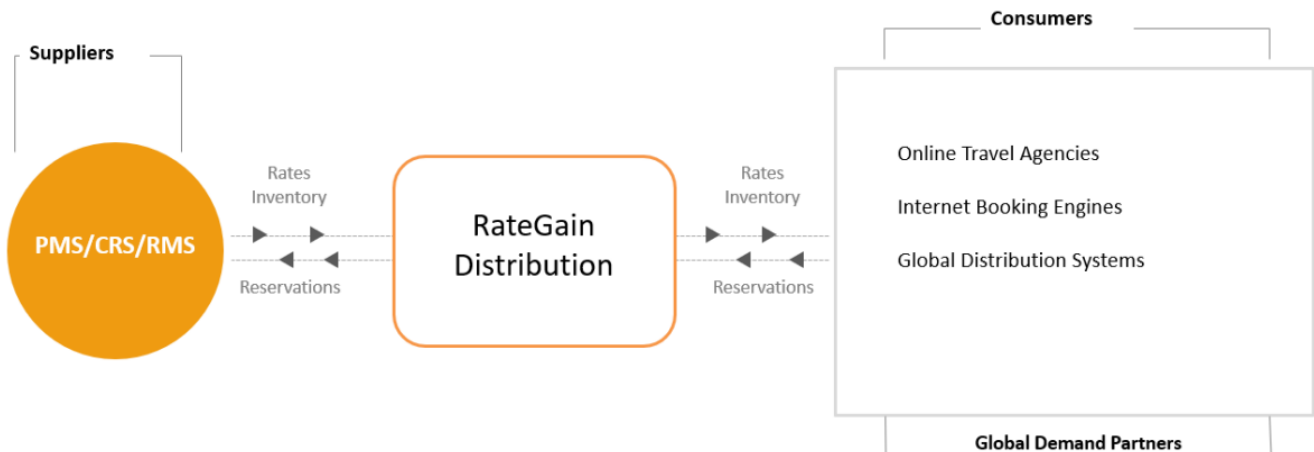 Suppliers
Consumers
PMS/CRS/RMS
Rates
Inventory
Reservations
RateGain
Distribution
Rates
Inventory
Reservations
Online Travel Agencies
Internet Booking Engines
Global Distribution Systems
Global Demand Partners